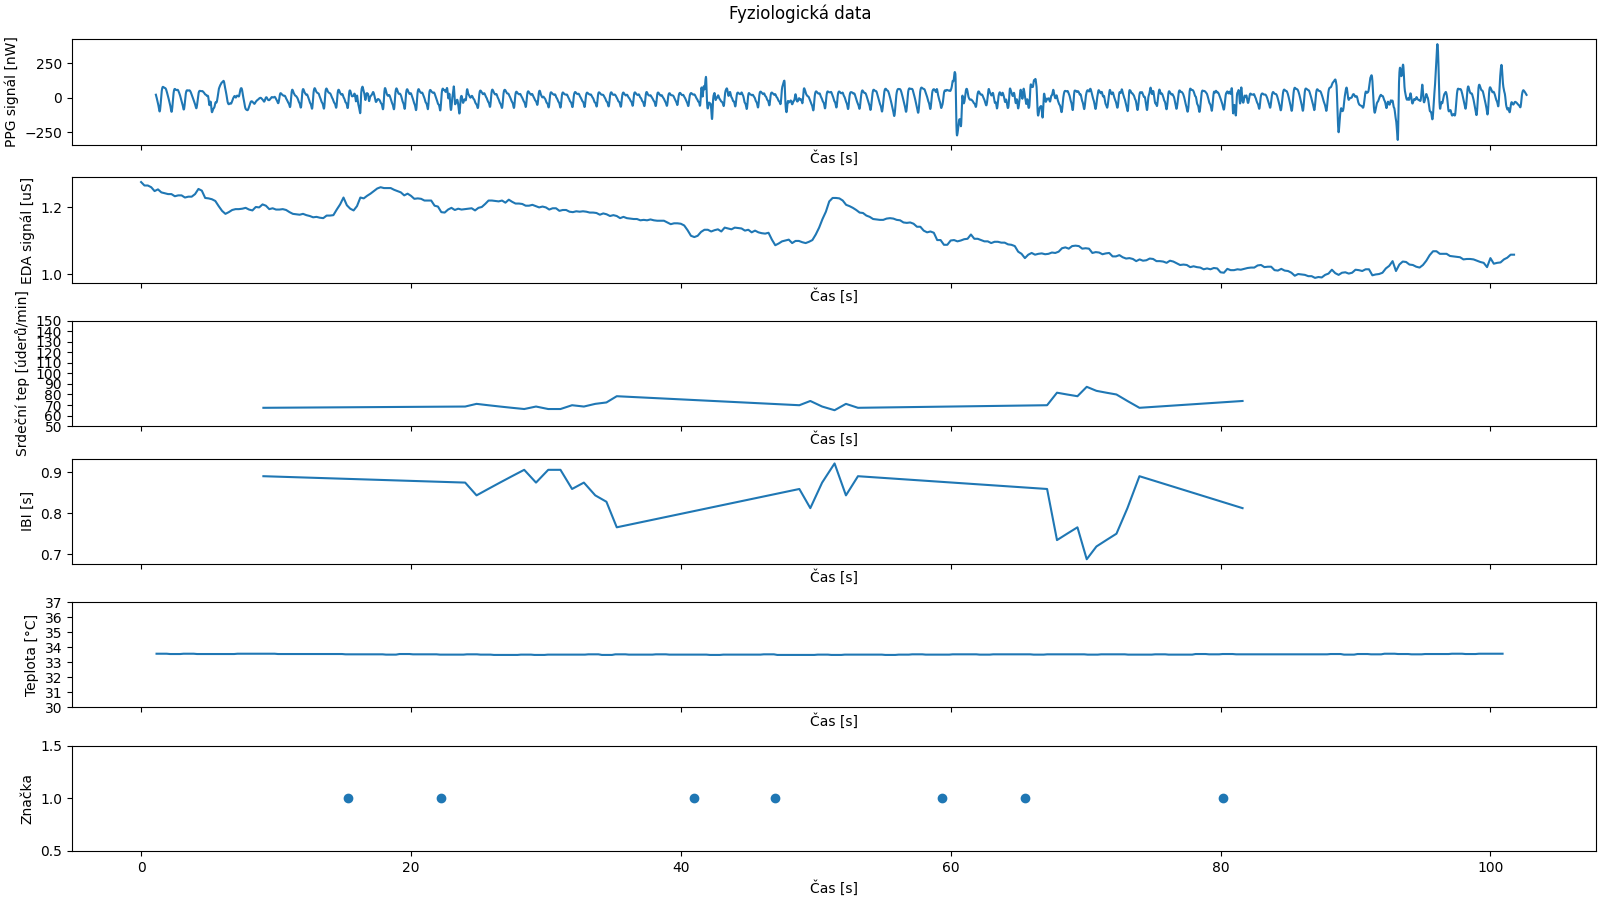 Fyziologická data
PPG signál [nW]
250
0
−250
Čas [s]
EDA signál [uS]
1.2
1.0
Čas [s]
Srdeční tep [úderů/min]
150
140
130
120
110
100
90
80
70
60
50
Čas [s]
IBI [s]
0.9
0.8
0.7
Čas [s]
Teplota [°C]
37
36
35
34
33
32
31
30
Čas [s]
Značka
1.5
1.0
0.5
0 20 40 60 80 100
Čas [s]